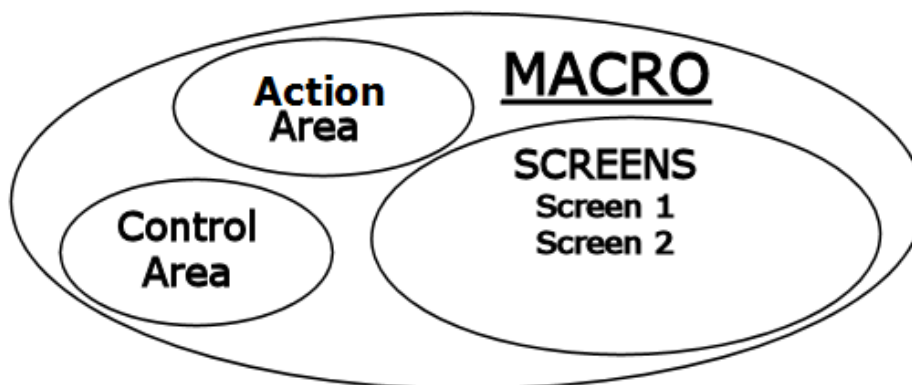 MACRO
Action
Area
SCREENS
Screen 1
Screen 2
Control
Area